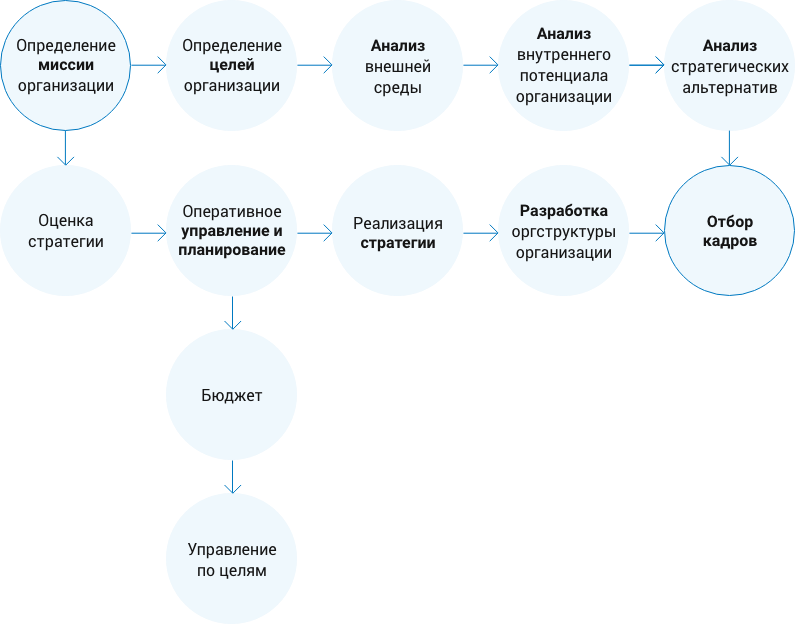 Определение
миссии
организации
Определение
целей
организации
Анализ
внешней
среды
Анализ
внутреннего
потенциала
организации
Анализ
стратегических
альтернатив
Оценка
стратегии
Оперативное
управление и
планирование
Реализация
стратегии
Разработка
оргструктуры
организации
Отбор
кадров
Бюджет
Управление
по целям